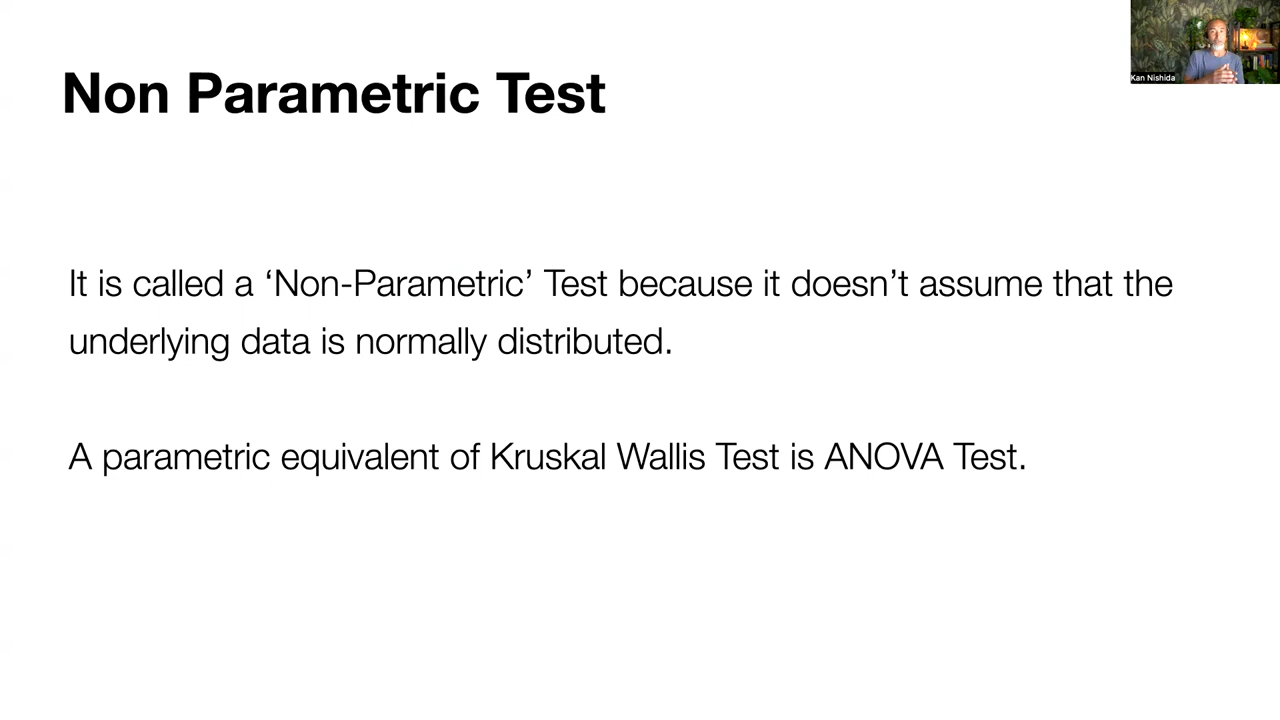 Non Parametric Test
Kan Nishida
It is called a ‘Non-Parametric’ Test because it doesn’t assume that the
underlying data is normally distributed.
A parametric equivalent of Kruskal Wallis Test is ANOVA Test.